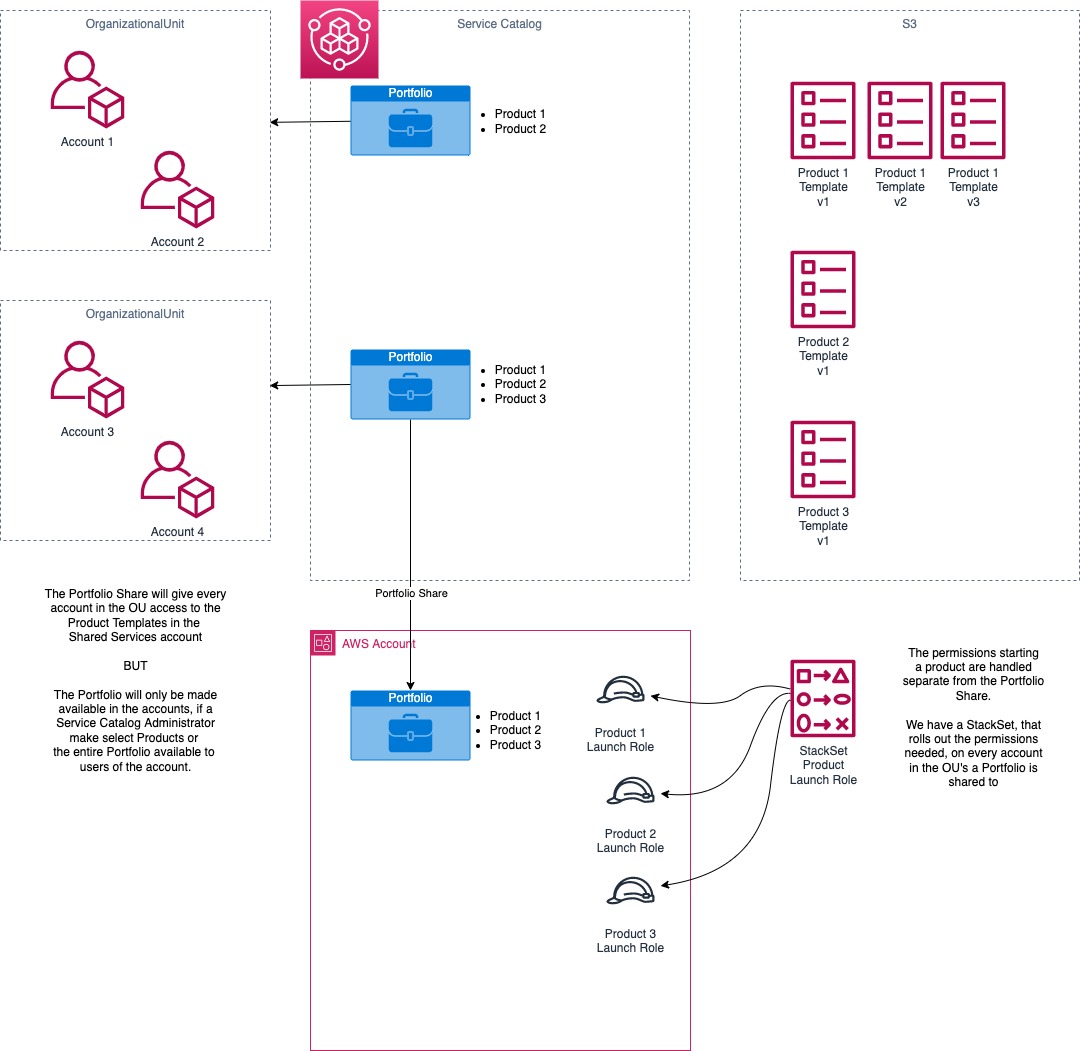 OrganizationalUnit
Account 1
Account 2
Service Catalog
Portfolio
• Product 1
• Product 2
S3
Product 1
Template
v1
Product 1
Template
v2
Product 1
Template
v3
Product 2
Template
v1
Product 3
Template
v1
OrganizationalUnit
Account 3
Account 4
Portfolio
• Product 1
• Product 2
• Product 3
Portfolio Share
The Portfolio Share will give every
account in the OU access to the
Product Templates in the
Shared Services account
BUT
The Portfolio will only be made
available in the accounts, if a
Service Catalog Administrator
make select Products or
the entire Portfolio available to
users of the account.
AWS Account
Portfolio
• Product 1
• Product 2
• Product 3
Product 1
Launch Role
Product 2
Launch Role
Product 3
Launch Role
StackSet
Product
Launch Role
The permissions starting
a product are handled
separate from the Portfolio
Share.
We have a StackSet, that
rolls out the permissions
needed, on every account
in the OU's a Portfolio is
shared to